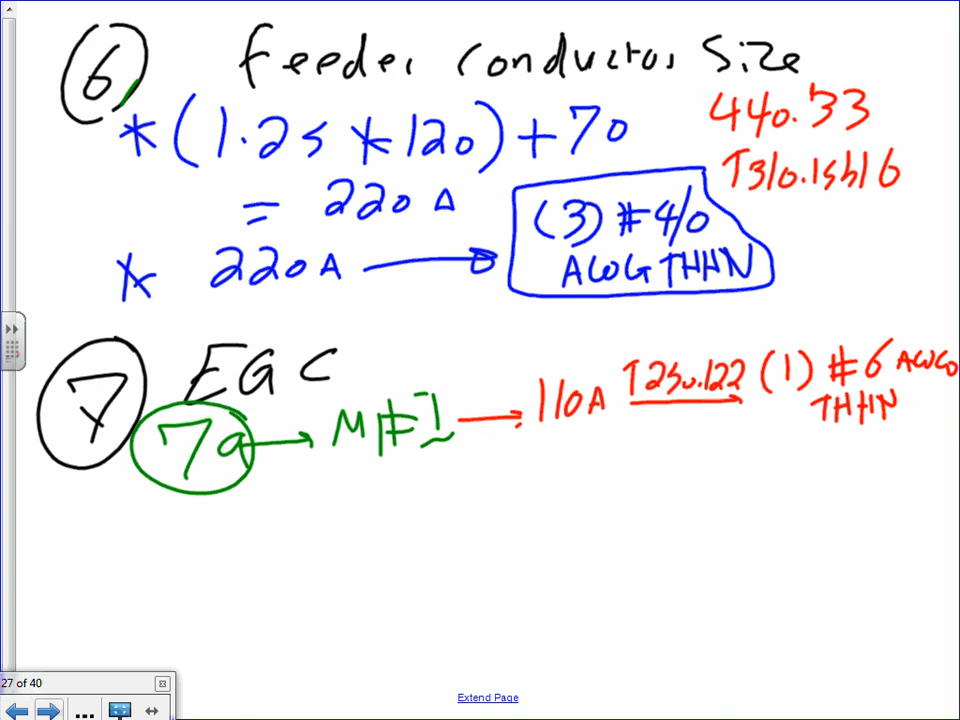 6, Feeder conductor Size
* (1.25 * 120) + 70
= 220 A
* 220 A → (3) # 4/0
AWG THHN
440.33
T310.15b16
7 EGC
7a → M#1 → 110A T250.122 (1) #6 AWG
THHN
27 of 40
...
Extend Page